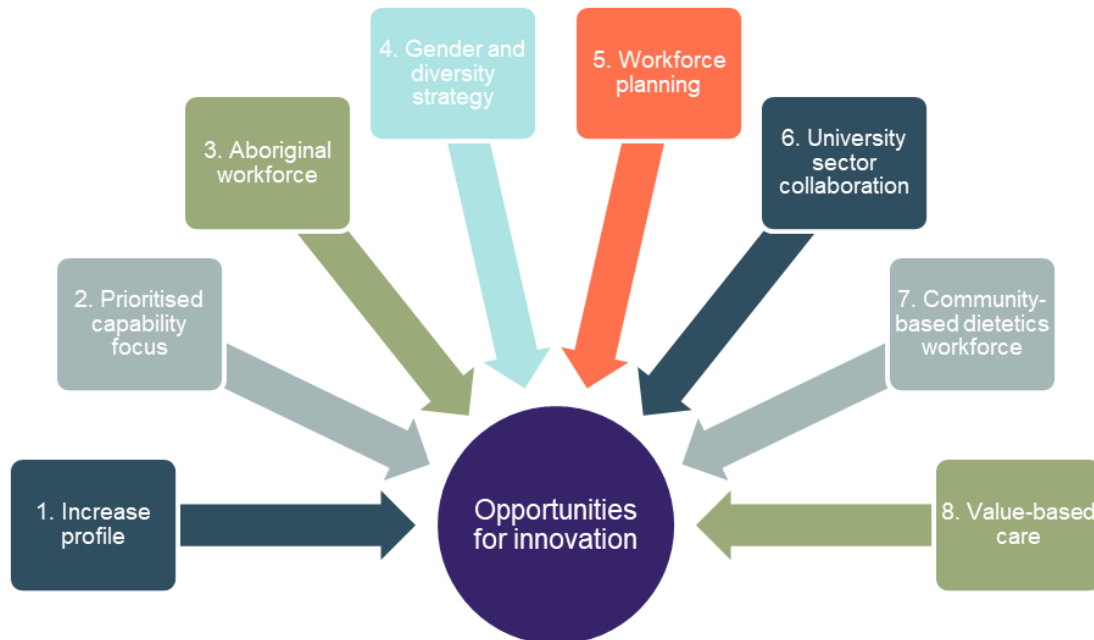 1. Increase
profile
2. Prioritised
capability
focus
3. Aboriginal
workforce
4. Gender and
diversity
strategy
5. Workforce
planning
6. University
sector
collaboration
7. Community-
based dietetics
workforce
8. Value-based
care
Opportunities
for innovation